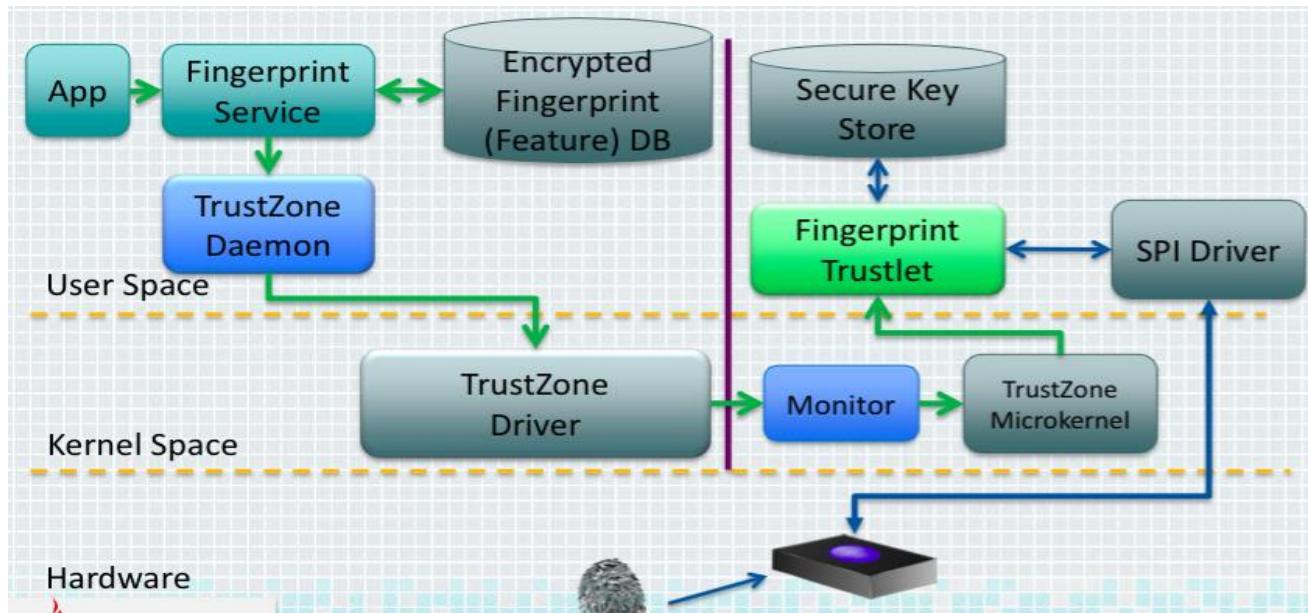 App
Fingerprint
Service
Encrypted
Fingerprint
(Feature) DB
Secure Key
Store
TrustZone
Daemon
Fingerprint
Trustlet
SPI Driver
User Space
TrustZone
Driver
Monitor
TrustZone
Microkernel
Kernel Space
Hardware